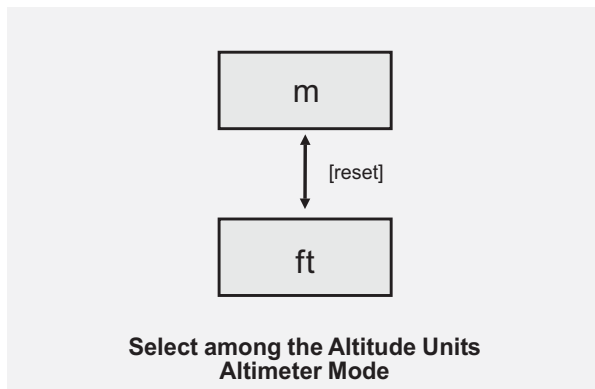 m
[reset]
ft
Select among the Altitude Units
Altimeter Mode